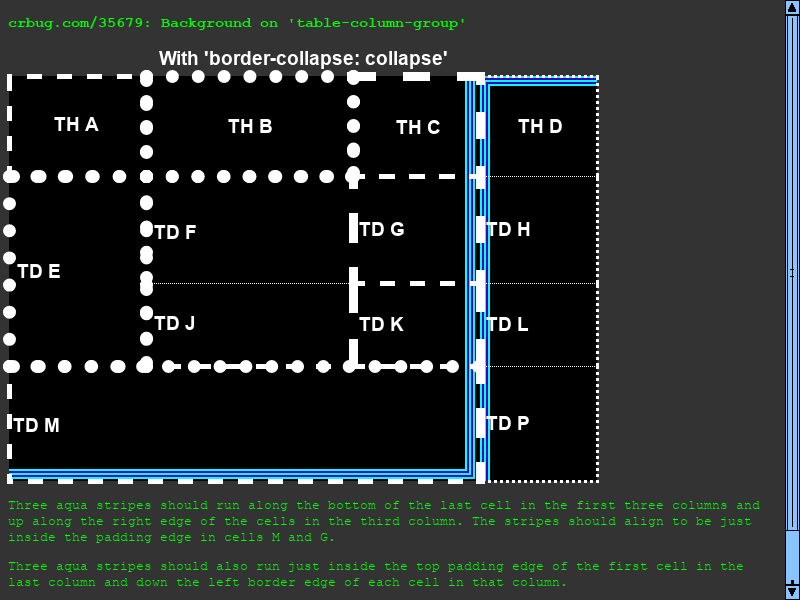 crbug.com/35679: Background on 'table-column-group'
With 'border-collapse: collapse'
TH A TH B TH C TH D
TD F TD G TD H
TD E
TD J TD K TD L
TD M TD P
Three aqua stripes should run along the bottom of the last cell in the first three columns and
up along the right edge of the cells in the third column. The stripes should align to be just
inside the padding edge in cells M and G.
Three aqua stripes should also run just inside the top padding edge of the first cell in the
last column and down the left border edge of each cell in that column.